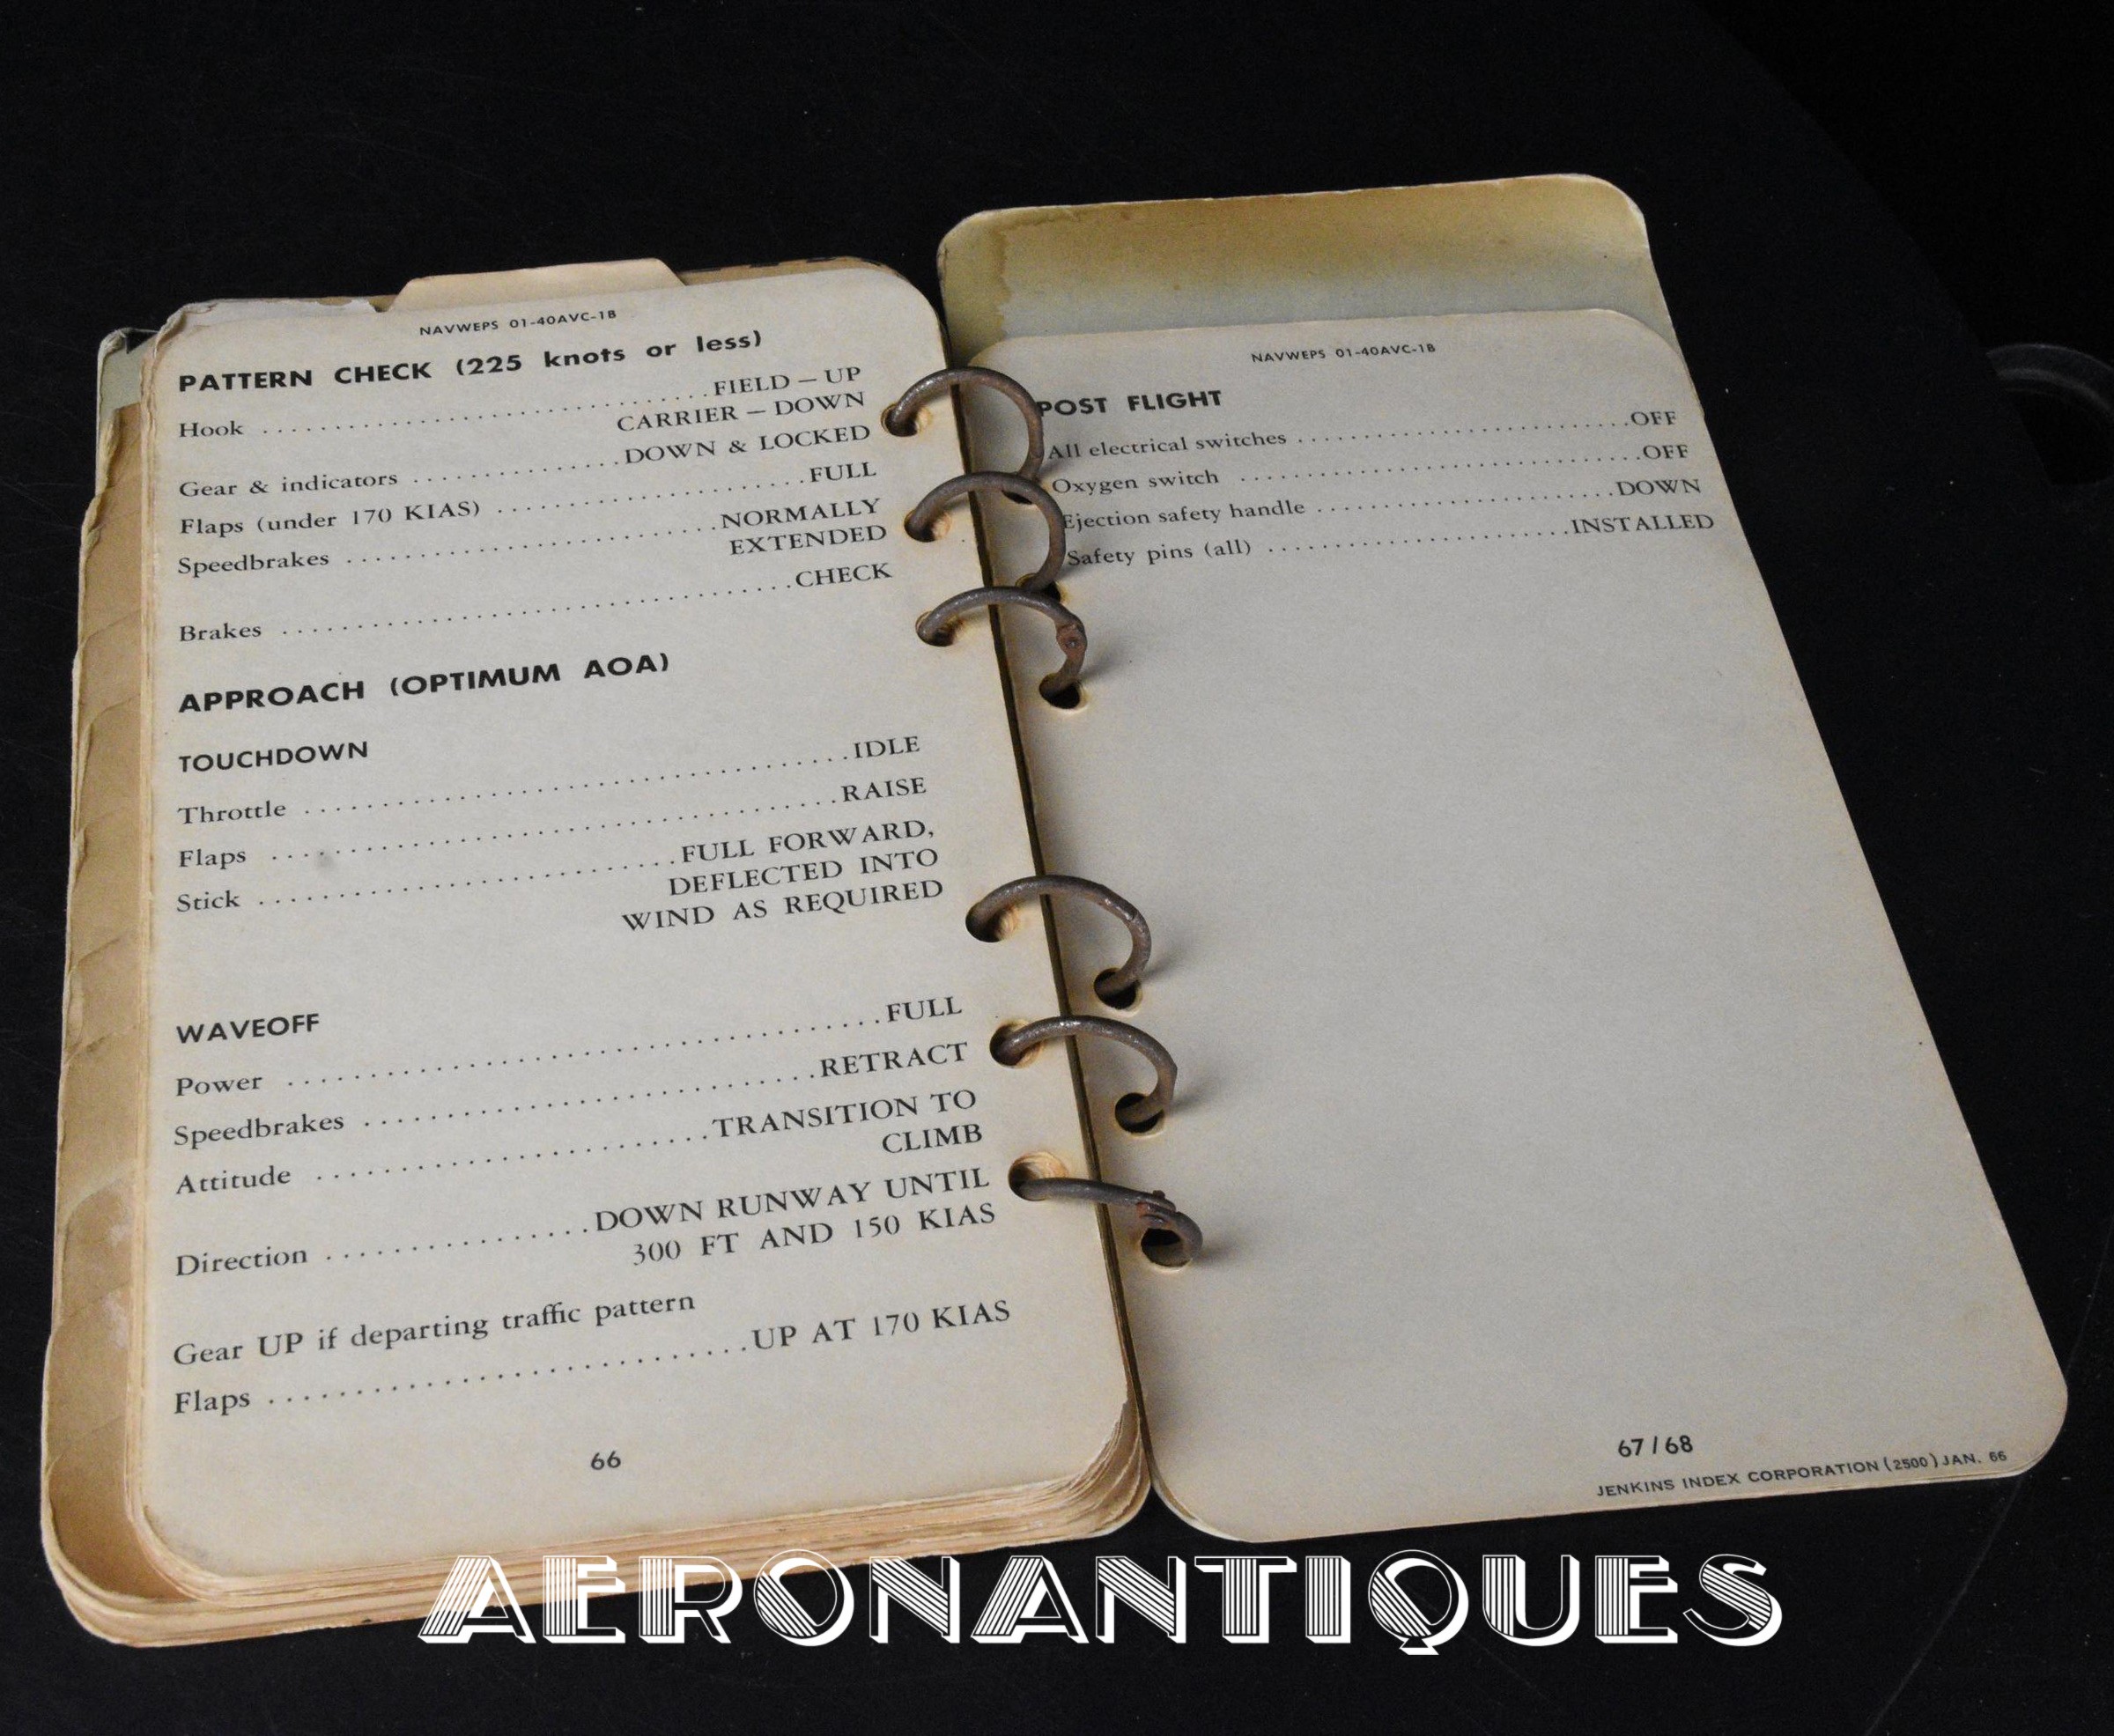 NAVWEPS 01-40AVC-1B
PATTERN CHECK (225 knots or less)
Hook ........................................FIELD – UP
CARRIER – DOWN
Gear & indicators ..................DOWN & LOCKED
Flaps (under 170 KIAS) ..........................FULL
Speedbrakes ................................NORMALLY
EXTENDED
Brakes ............................................CHECK
APPROACH (OPTIMUM AOA)
TOUCHDOWN
Throttle ............................................IDLE
Flaps ..............................................RAISE
Stick ..................................FULL FORWARD,
DEFLECTED INTO
WIND AS REQUIRED
WAVEOFF
Power ..............................................FULL
Speedbrakes ....................................RETRACT
Attitude ................................TRANSITION TO
CLIMB
Direction ....................DOWN RUNWAY UNTIL
300 FT AND 150 KIAS
Gear UP if departing traffic pattern
Flaps ....................................UP AT 170 KIAS
66
NAVWEPS 01-40AVC-1B
POST FLIGHT
All electrical switches ................................OFF
Oxygen switch ........................................OFF
Ejection safety handle ..............................DOWN
Safety pins (all) ..............................INSTALLED
67/68
JENKINS INDEX CORPORATION (2500) JAN. 66
AERONANTIQUES